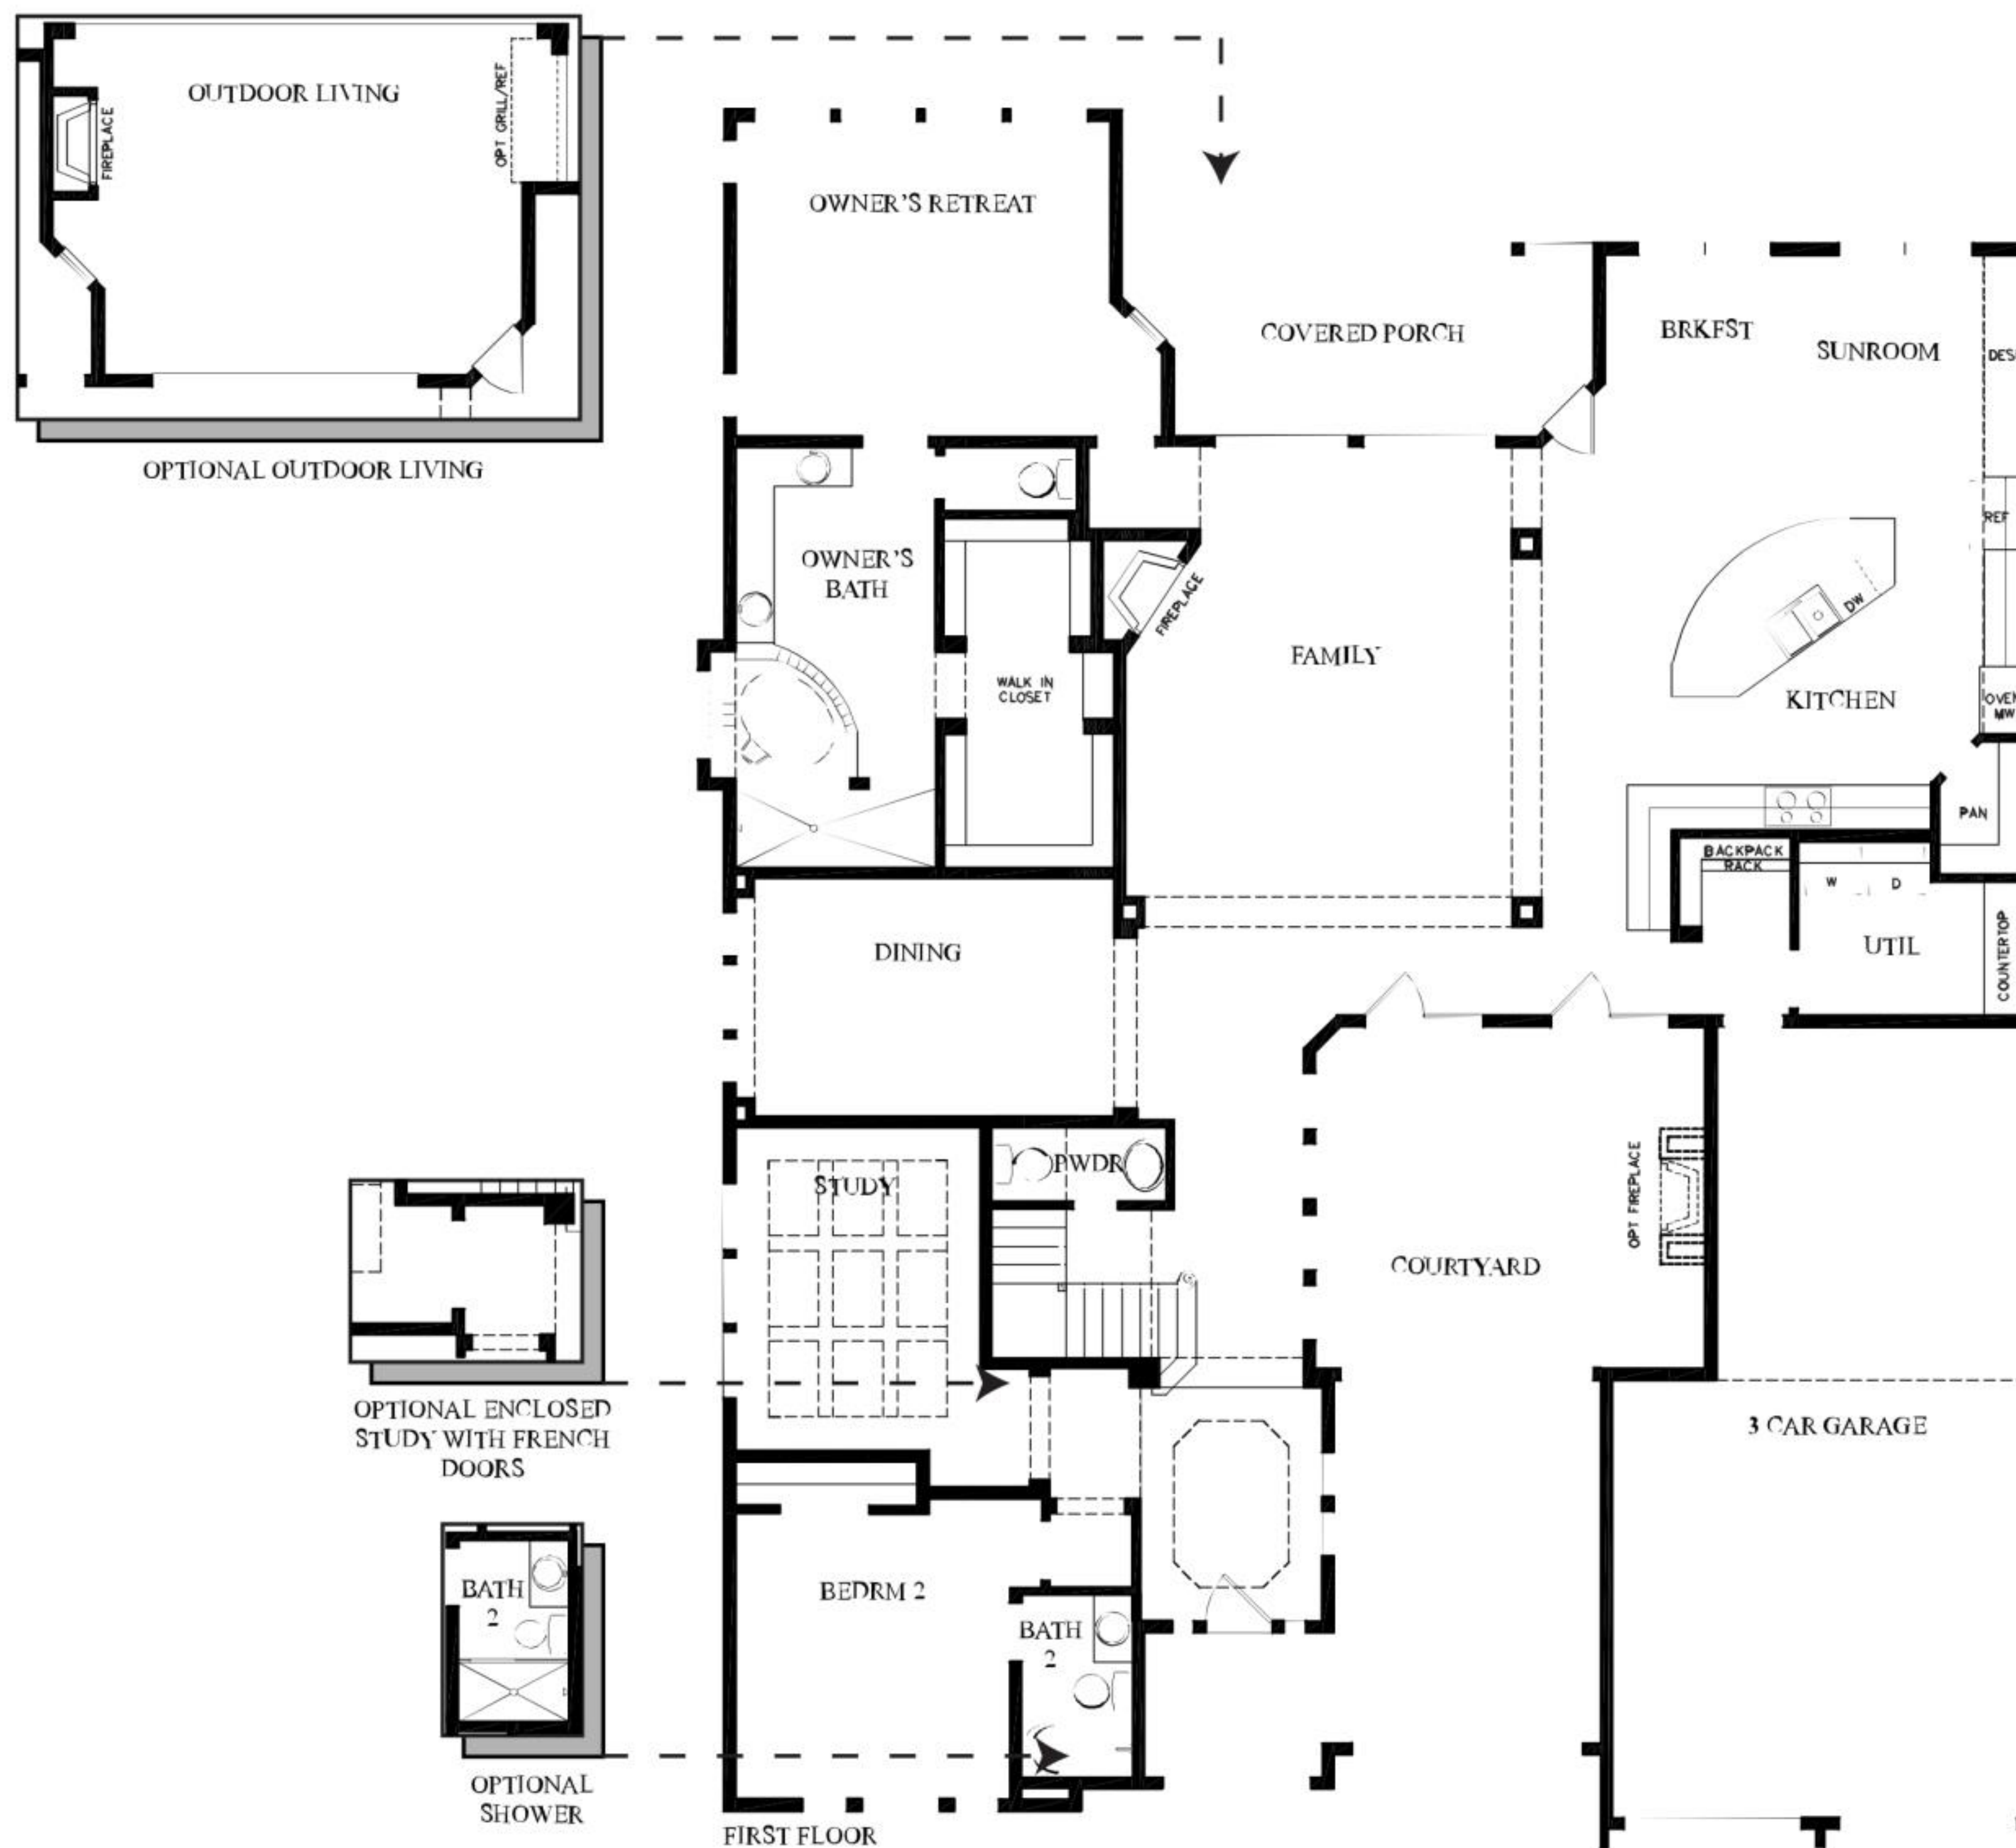 OUTDOOR LIVING
FIREPLACE
OPT GRILL/REF
OPTIONAL OUTDOOR LIVING
OWNER'S RETREAT
COVERED PORCH
BRKFST
SUNROOM
REF
OWNER'S
BATH
FIREPLACE
WALK IN
CLOSET
FAMILY
DW
KITCHEN
MW
PAN
BACKPACK
RACK
W
D
UTIL
COUNTERTOP
DINING
STUDY
PWDR
OPT FIREPLACE
COURTYARD
OPTIONAL ENCLOSED
STUDY WITH FRENCH
DOORS
3 CAR GARAGE
BATH
2
BEDRM 2
BATH
2
OPTIONAL
SHOWER
FIRST FLOOR